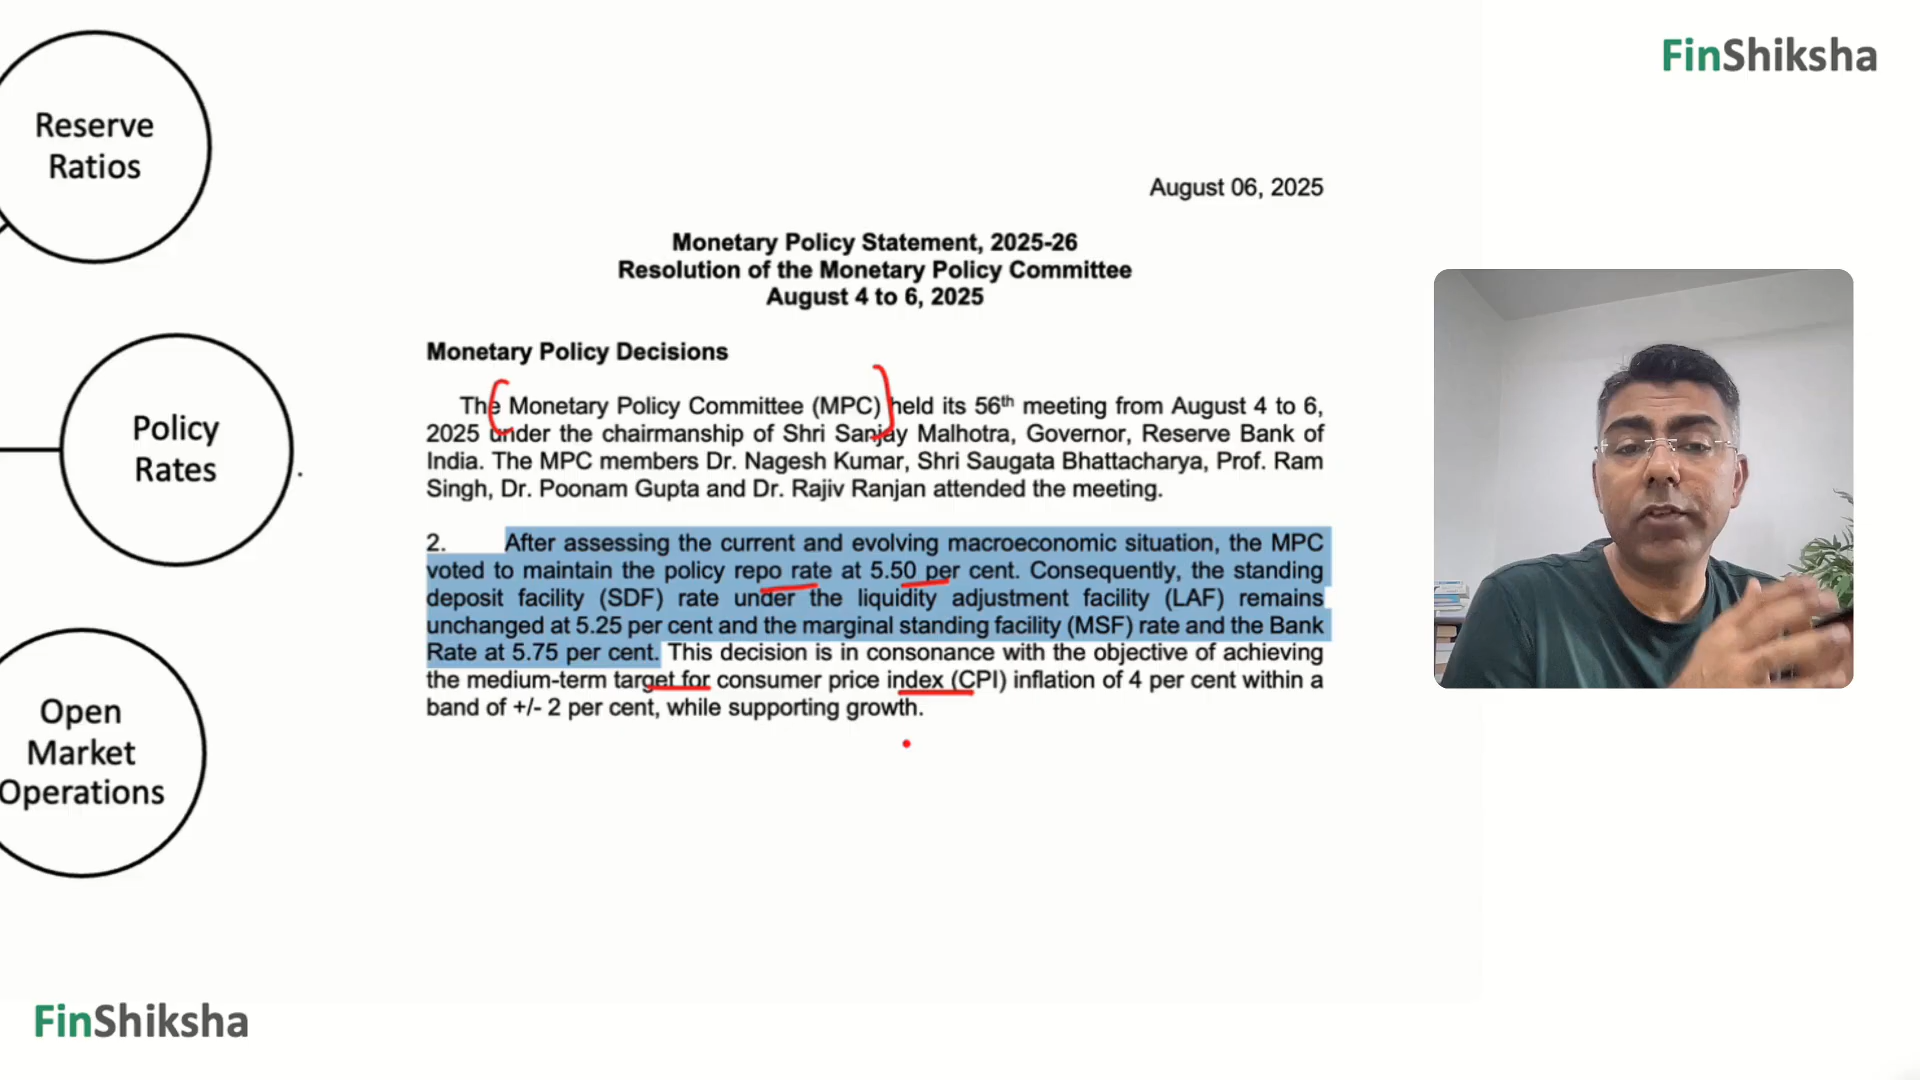 FinShiksha
Reserve
Ratios
Policy
Rates
Open
Market
Operations
August 06, 2025
Monetary Policy Statement, 2025-26
Resolution of the Monetary Policy Committee
August 4 to 6, 2025
Monetary Policy Decisions
The Monetary Policy Committee (MPC) held its 56th meeting from August 4 to 6,
2025 under the chairmanship of Shri Sanjay Malhotra, Governor, Reserve Bank of
India. The MPC members Dr. Nagesh Kumar, Shri Saugata Bhattacharya, Prof. Ram
Singh, Dr. Poonam Gupta and Dr. Rajiv Ranjan attended the meeting.
2. After assessing the current and evolving macroeconomic situation, the MPC
voted to maintain the policy repo rate at 5.50 per cent. Consequently, the standing
deposit facility (SDF) rate under the liquidity adjustment facility (LAF) remains
unchanged at 5.25 per cent and the marginal standing facility (MSF) rate and the Bank
Rate at 5.75 per cent. This decision is in consonance with the objective of achieving
the medium-term target for consumer price index (CPI) inflation of 4 per cent within a
band of +/- 2 per cent, while supporting growth.
FinShiksha